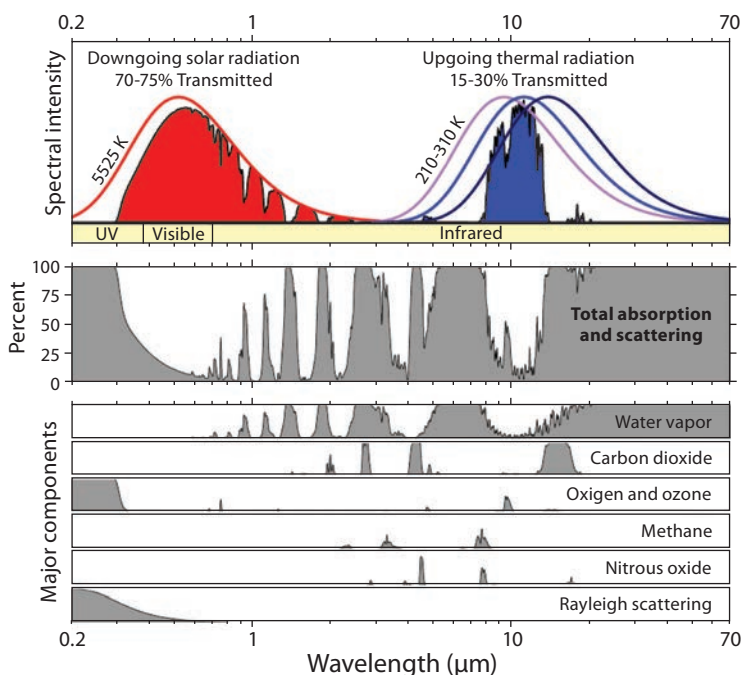 0.2 1 10 70
Downgoing solar radiation
70-75% Transmitted
Upgoing thermal radiation
15-30% Transmitted
Spectral intensity
5525 K
210-310 K
UV Visible Infrared
Percent
100
75
50
25
0
Total absorption
and scattering
Major components
Water vapor
Carbon dioxide
Oxigen and ozone
Methane
Nitrous oxide
Rayleigh scattering
0.2 1 10 70
Wavelength (μm)